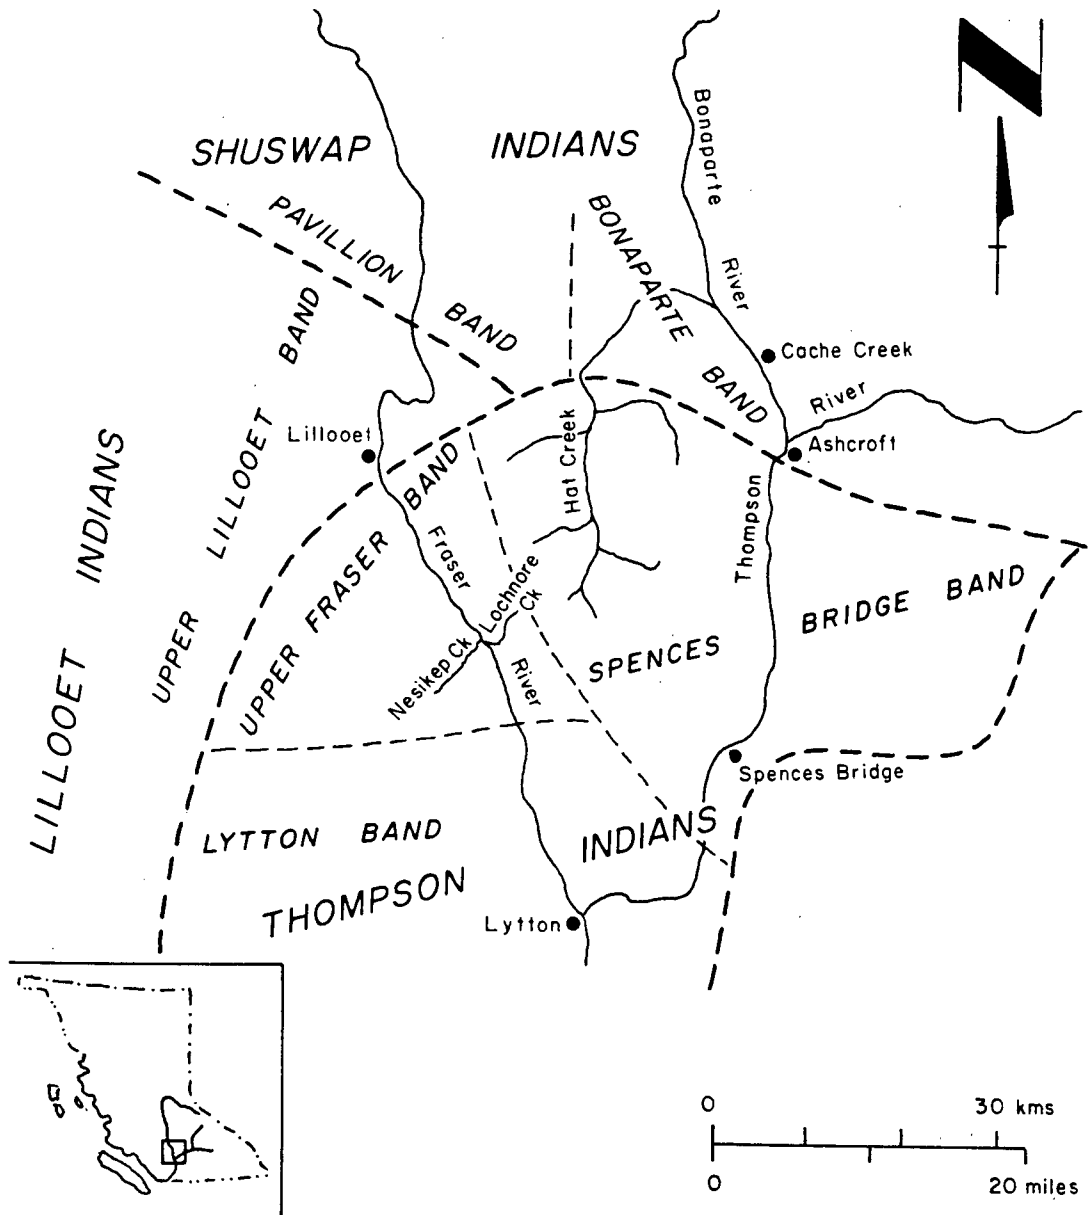 N
SHUSWAP INDIANS
PAVILLION BAND
BONAPARTE BAND
Bonaparte River
Cache Creek
River
Ashcroft
Thompson
Lillooet
Hat Creek
LILLOOET INDIANS
UPPER LILLOOET BAND
UPPER FRASER BAND
Fraser River
Lochnore Ck
Nesikep Ck
SPENCES BRIDGE BAND
Spences Bridge
LYTTON BAND
THOMPSON INDIANS
Lytton
0 30 kms
0 20 miles